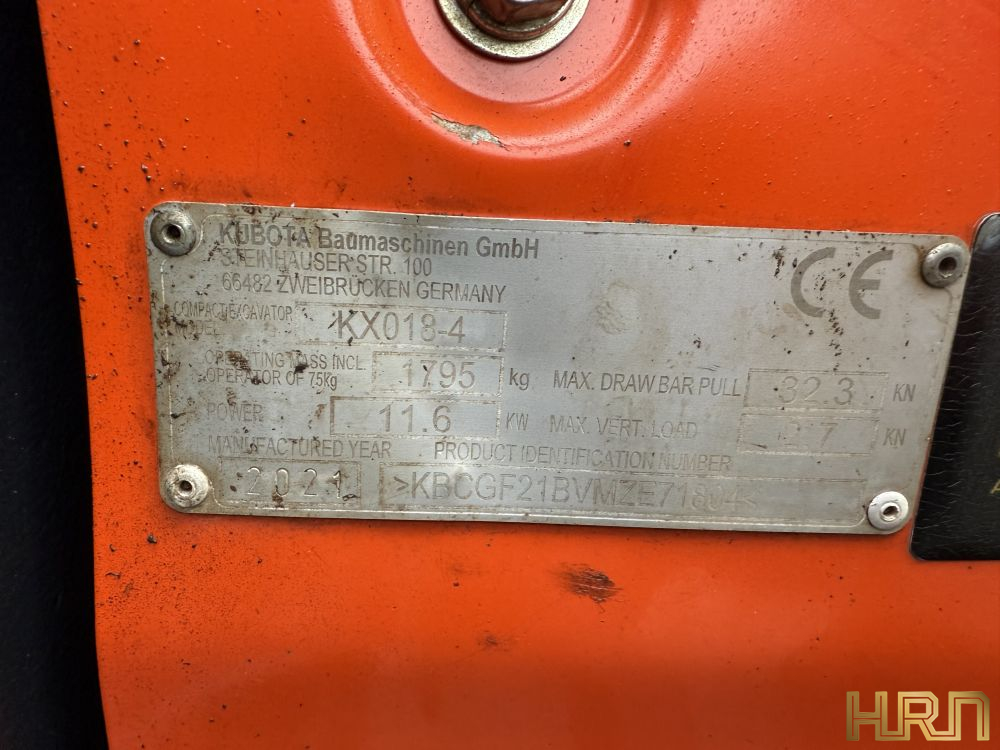 KUBOTA Baumaschinen GmbH
STEINHAUSER STR. 100
66482 ZWEIBRÜCKEN GERMANY
CE
COMPACT EXCAVATOR
MODEL
KX018-4
OPERATING MASS INCL.
OPERATOR OF 75Kg
1795 kg
MAX. DRAW BAR PULL 32.3 KN
POWER 11.6 KW
MAX. VERT. LOAD KN
MANUFACTURED YEAR PRODUCT IDENTIFICATION NUMBER
2021
HRN